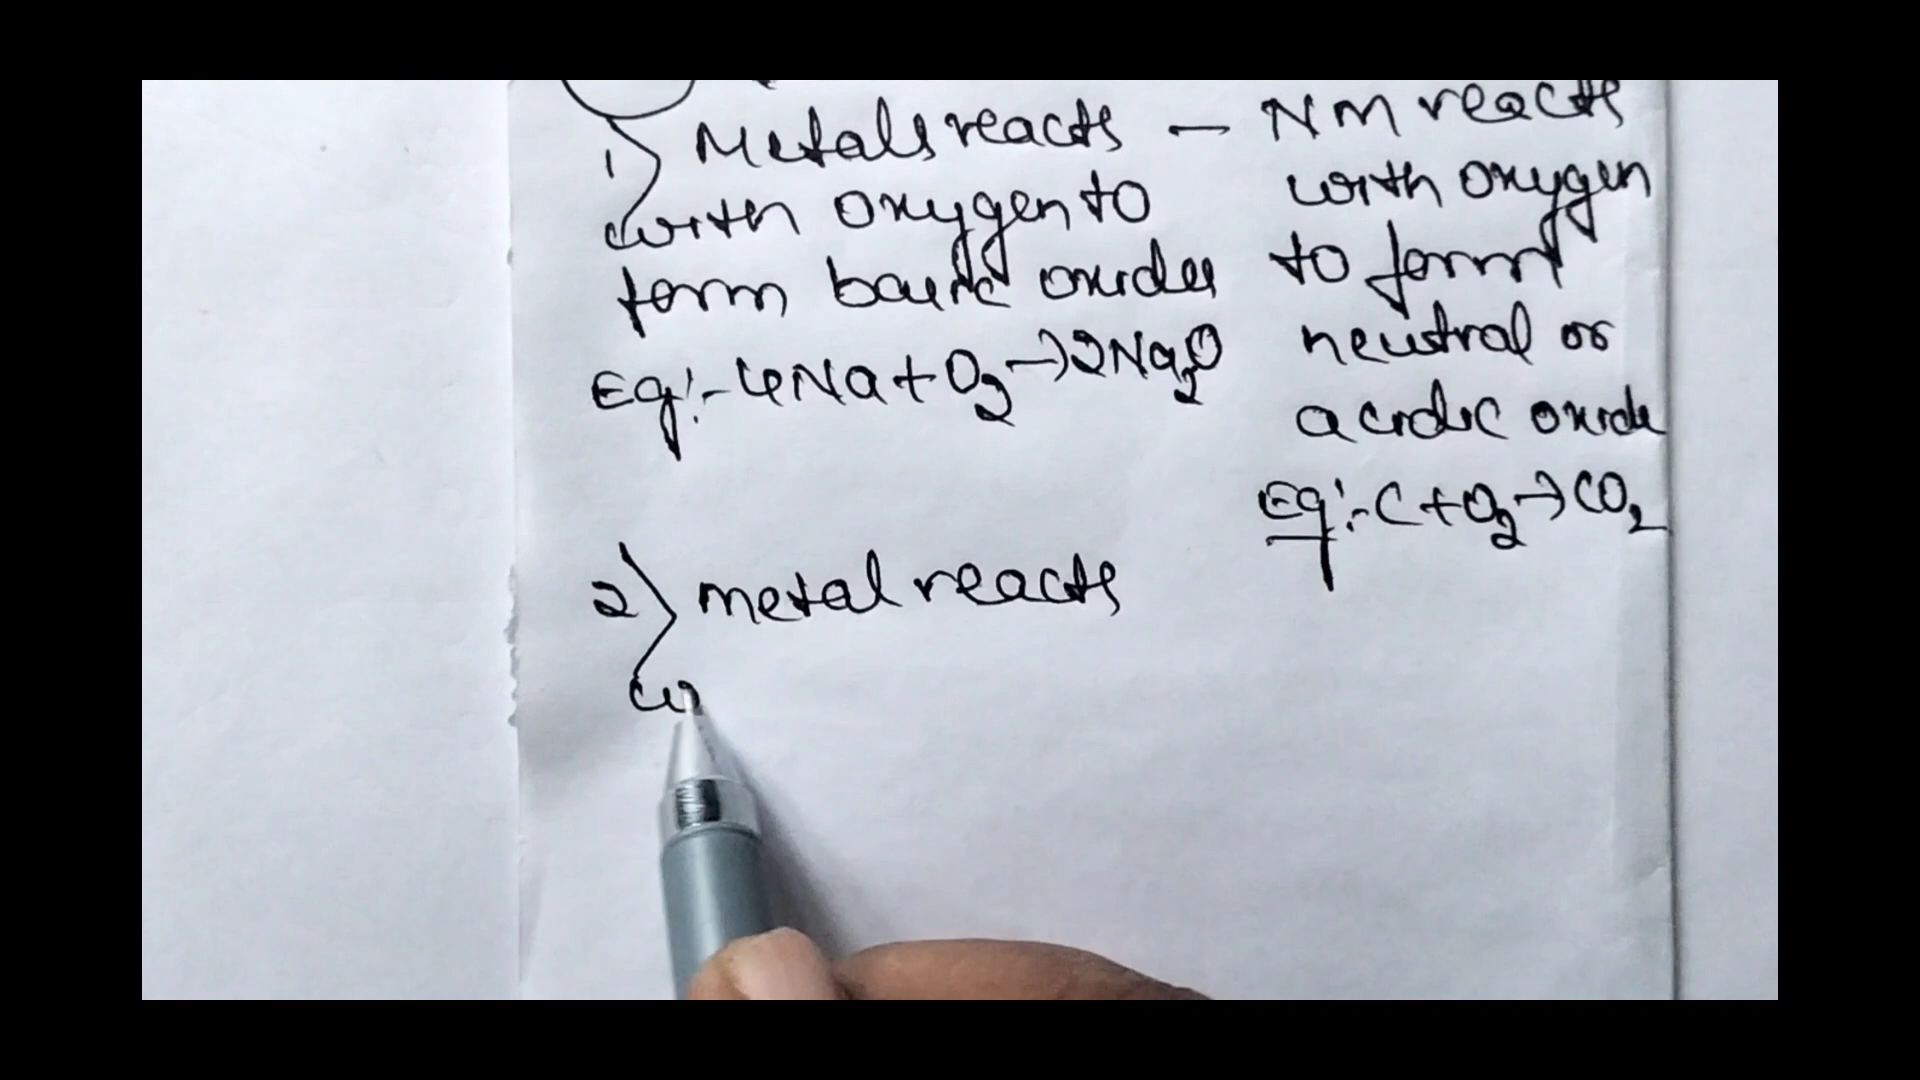 1) Metals reacts
with oxygen to
form basic oxides
Eg:- 4Na + O2 → 2Na2O
2) metal reacts
w
— NM reacts
with oxygen
to form
neutral or
acidic oxide
Eg:- C + O2 → CO2